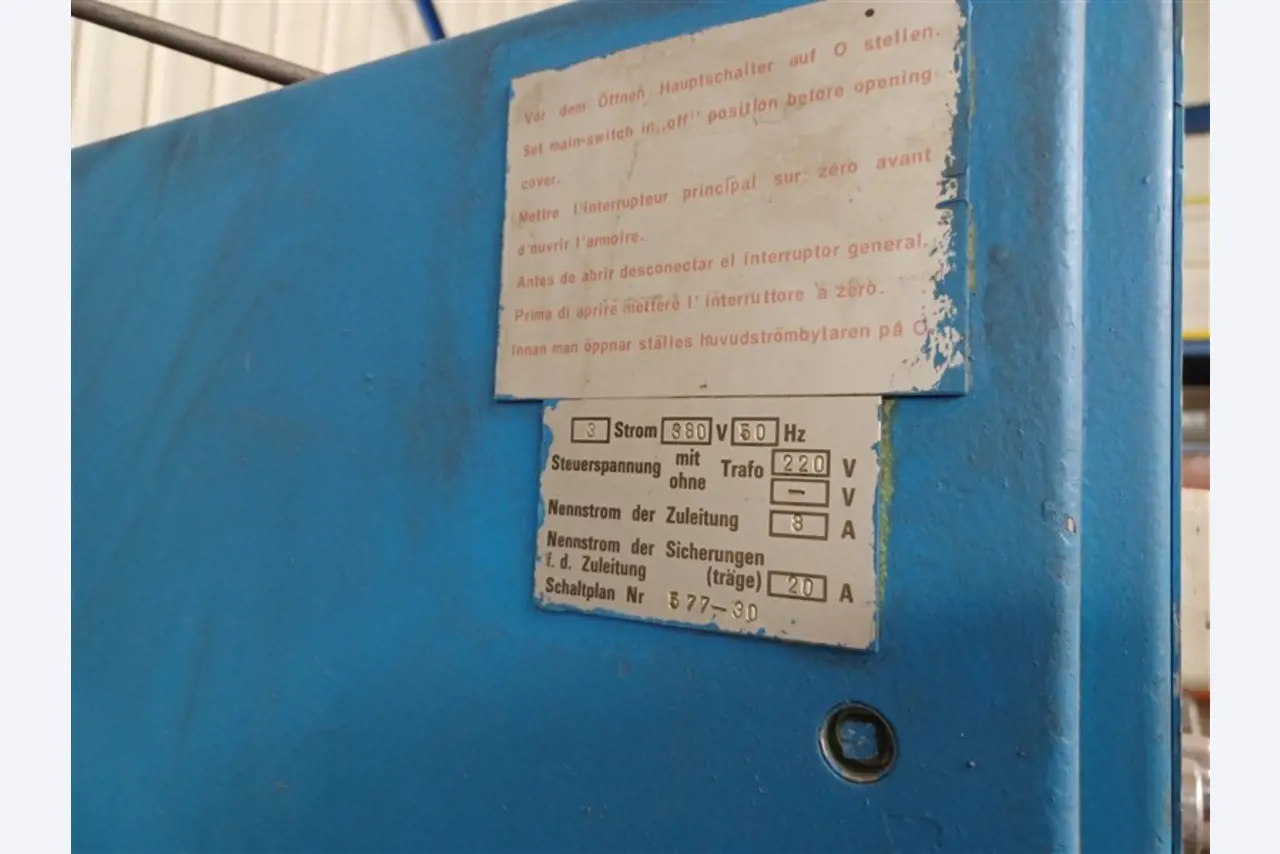 Vor dem Öffnen Hauptschalter auf O stellen.
Set main-switch in „off" position before opening
cover.
Mettre l'interrupteur principal sur zéro avant
d'ouvrir l'armoire.
Antes de abrir desconectar el interruptor general.
Prima di aprire mettere l' interruttore a zero.
Innan man öppnar ställes huvudströmbytaren på O.
3 Strom 380 V 50 Hz
Steuerspannung mit ohne Trafo 220 V
– V
Nennstrom der Zuleitung 8 A
Nennstrom der Sicherungen
f. d. Zuleitung (träge) 20 A
Schaltplan Nr 577-30